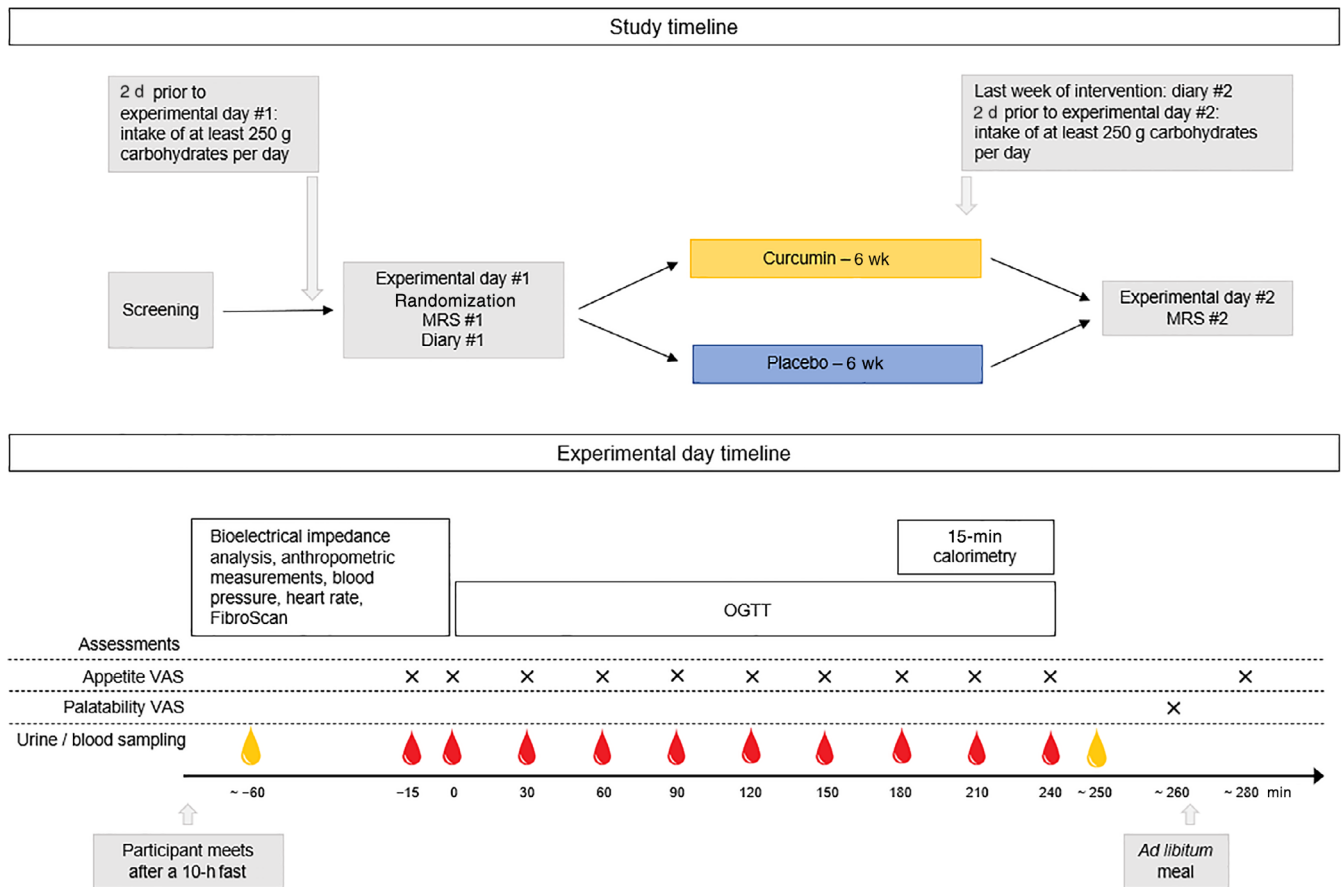 Study timeline
2 d prior to
experimental day #1:
intake of at least 250 g
carbohydrates per day
Last week of intervention: diary #2
2 d prior to experimental day #2:
intake of at least 250 g carbohydrates
per day
Screening
Experimental day #1
Randomization
MRS #1
Diary #1
Curcumin – 6 wk
Placebo – 6 wk
Experimental day #2
MRS #2
Experimental day timeline
Bioelectrical impedance
analysis, anthropometric
measurements, blood
pressure, heart rate,
FibroScan
15-min
calorimetry
OGTT
Assessments
Appetite VAS × × × × × × × × × × ×
Palatability VAS ×
Urine / blood sampling
~ −60 −15 0 30 60 90 120 150 180 210 240 ~ 250 ~ 260 ~ 280 min
Participant meets
after a 10-h fast
Ad libitum
meal